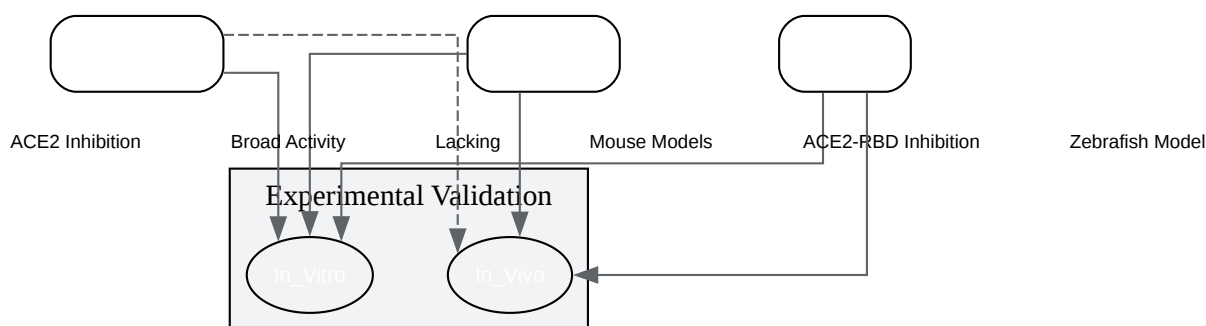 ACE2 Inhibition
Broad Activity
Lacking
Mouse Models
ACE2-RBD Inhibition
Zebrafish Model
Experimental Validation
In_Vitro
In_Vivo